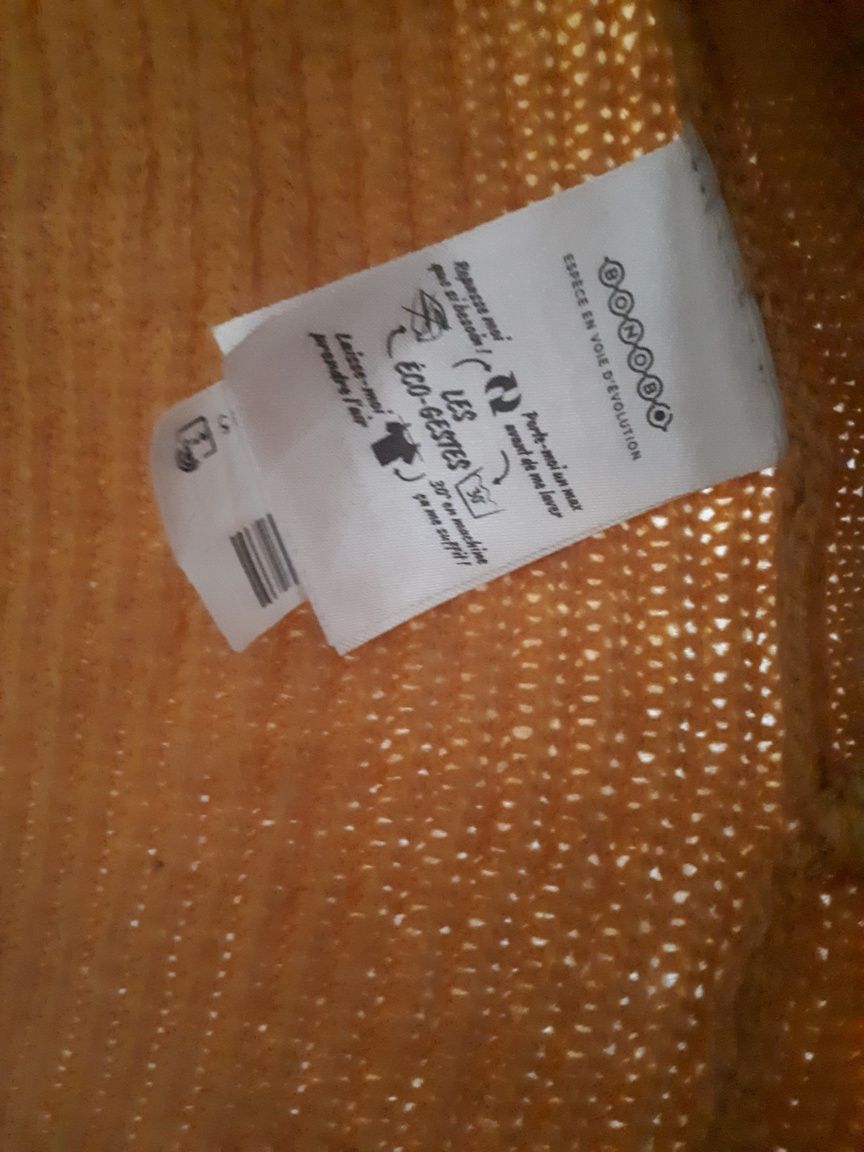 BONOBO
ESPÈCE EN VOIE D'ÉVOLUTION
Porte-moi un max
avant de me laver
Repasse moi
que si besoin !
LES
ÉCO-GESTES
30°
30° en machine
ça me suffit !
Laisse-moi
prendre l'air